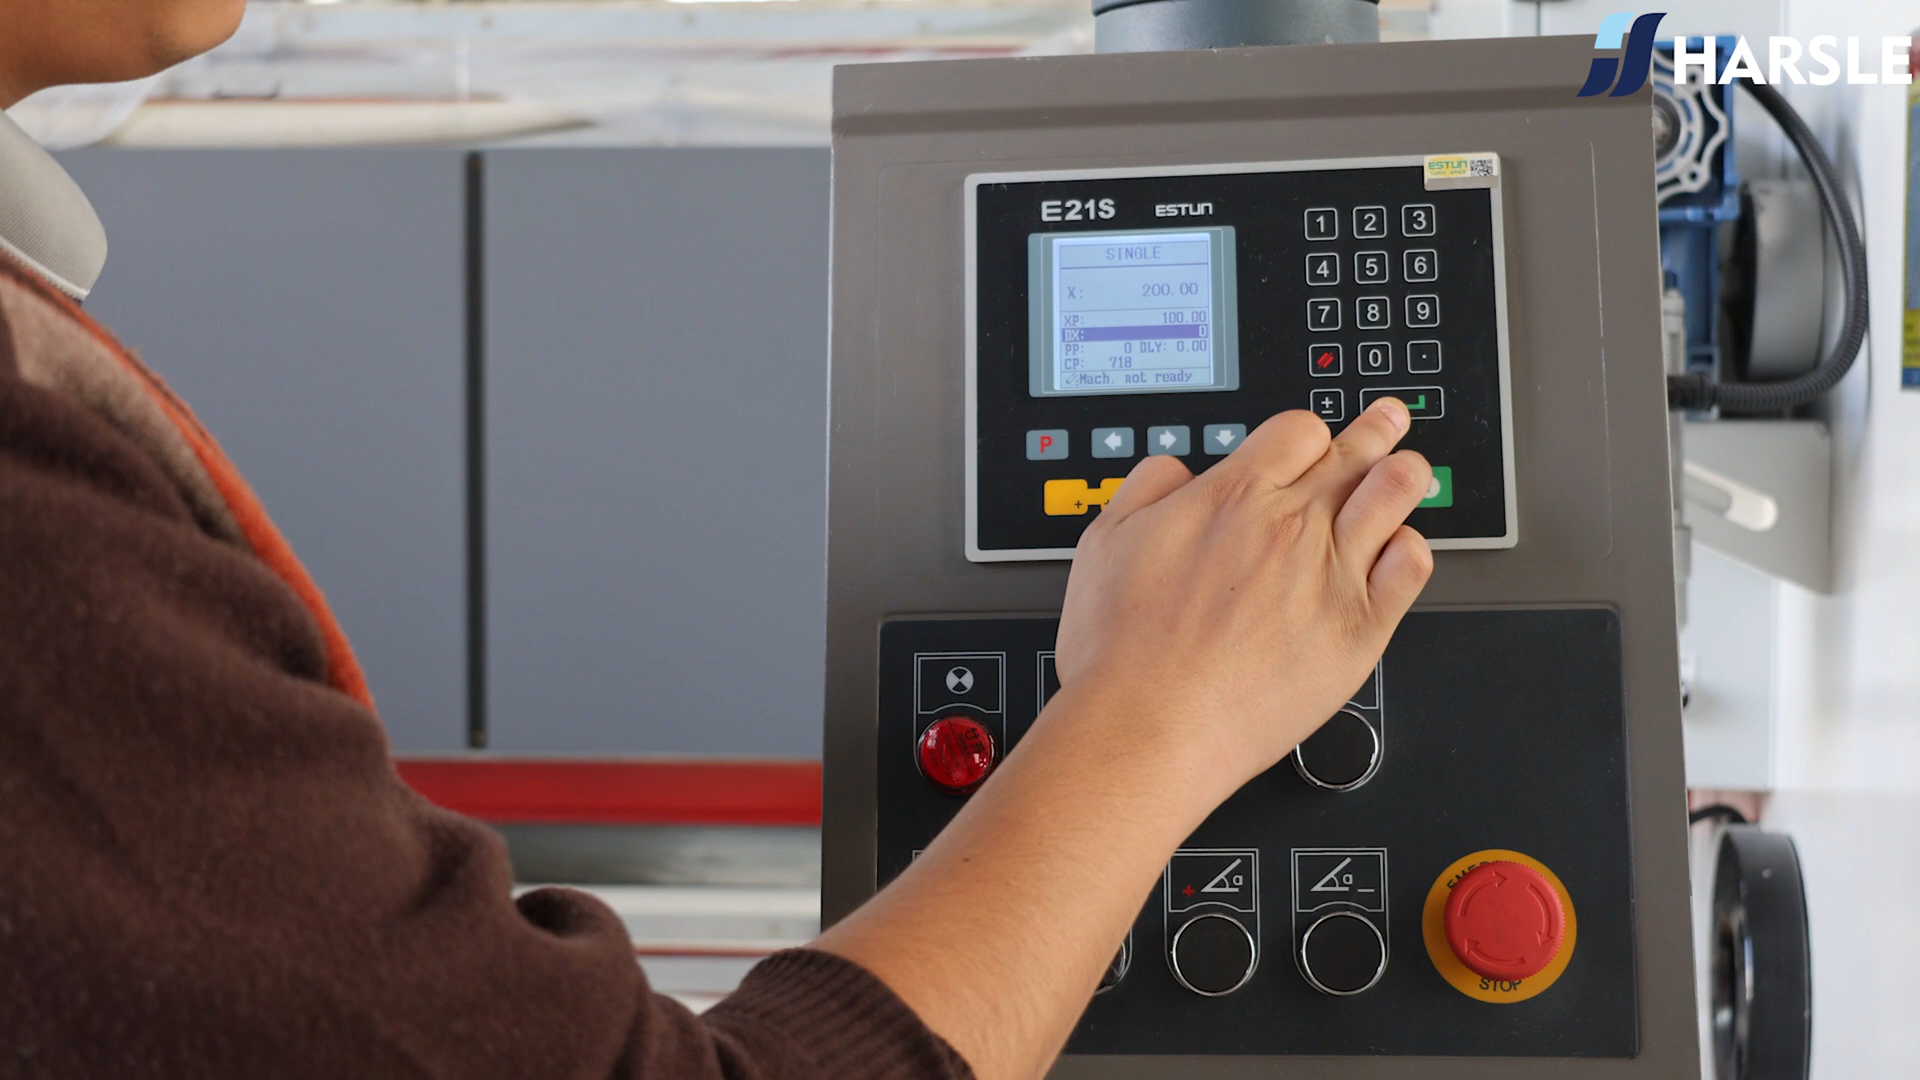 HARSLE
ESTUN
E21S ESTUN
SINGLE
X: 200.00
XP: 100.00
DX: 0
PP: 0 DLY: 0.00
CP: 718
Mach. not ready
1 2 3
4 5 6
7 8 9
0 .
±
P
+
+ α
α −
STOP